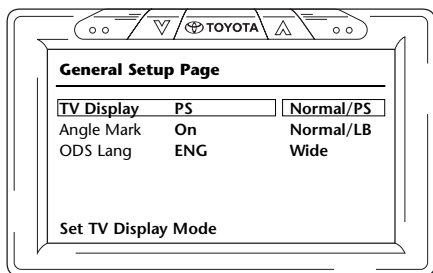 TOYOTA
General Setup Page
TV Display PS Normal/PS
Angle Mark On Normal/LB
ODS Lang ENG Wide
Set TV Display Mode